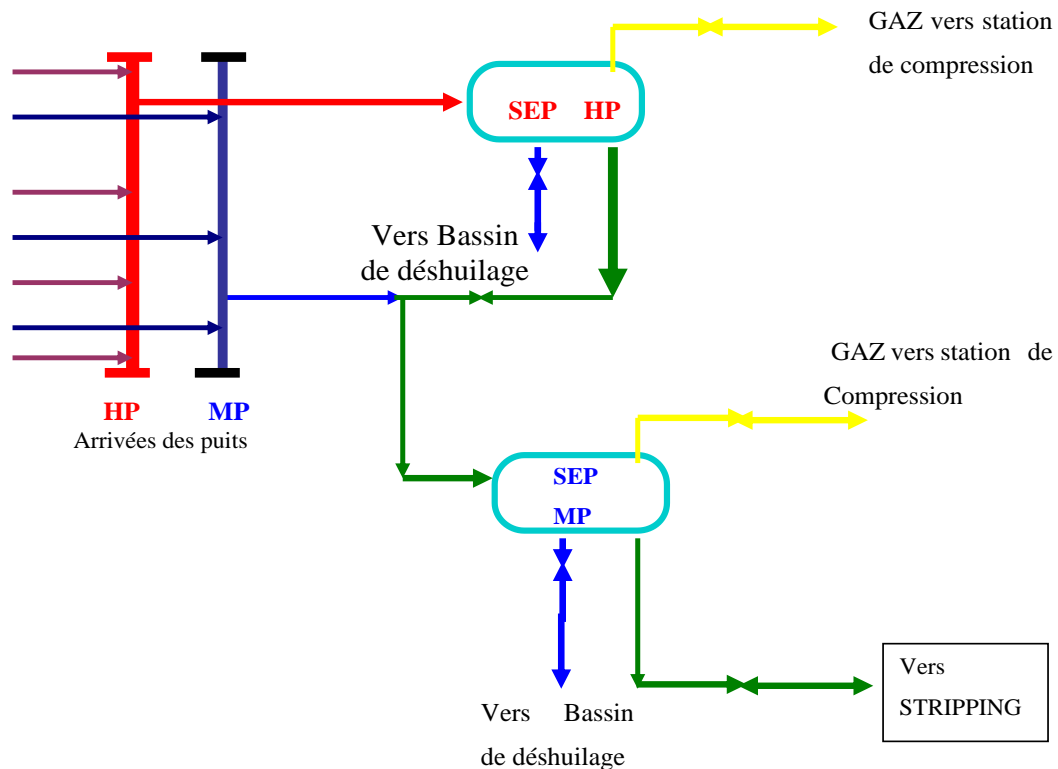 GAZ vers station
de compression
SEP HP
Vers Bassin
de déshuilage
HP MP
Arrivées des puits
GAZ vers station de
Compression
SEP
MP
Vers
STRIPPING
Vers Bassin
de déshuilage